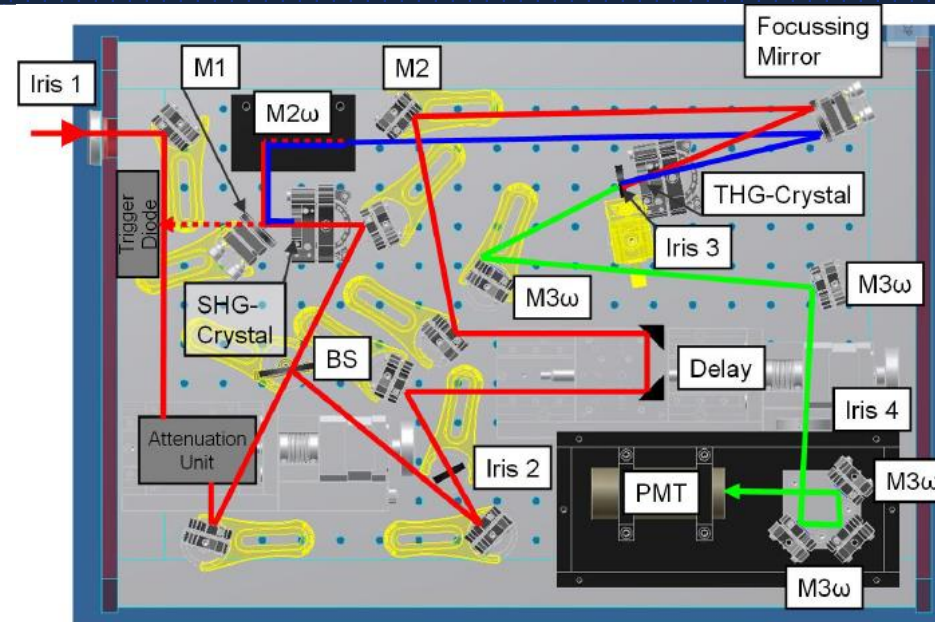 Focussing
Mirror
Iris 1
M1
M2
M2ω
THG-Crystal
Trigger
Diode
Iris 3
M3ω
M3ω
SHG-
Crystal
BS
Delay
Iris 4
Attenuation
Unit
Iris 2
PMT
M3ω
M3ω